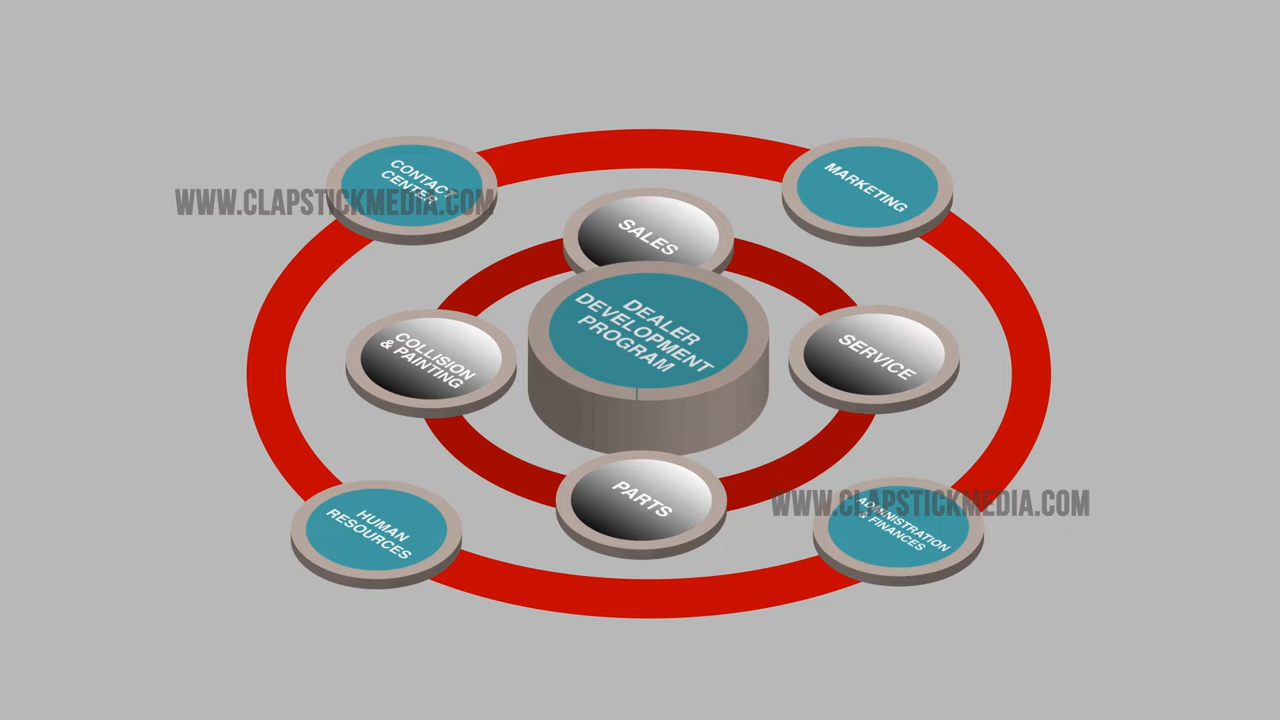 CONTACT
CENTER
WWW.CLAPSTICKMEDIA.COM
MARKETING
SALES
DEALER
DEVELOPMENT
PROGRAM
COLLISION
& PAINTING
SERVICE
PARTS
HUMAN
RESOURCES
WWW.CLAPSTICKMEDIA.COM
ADMINISTRATION
& FINANCES